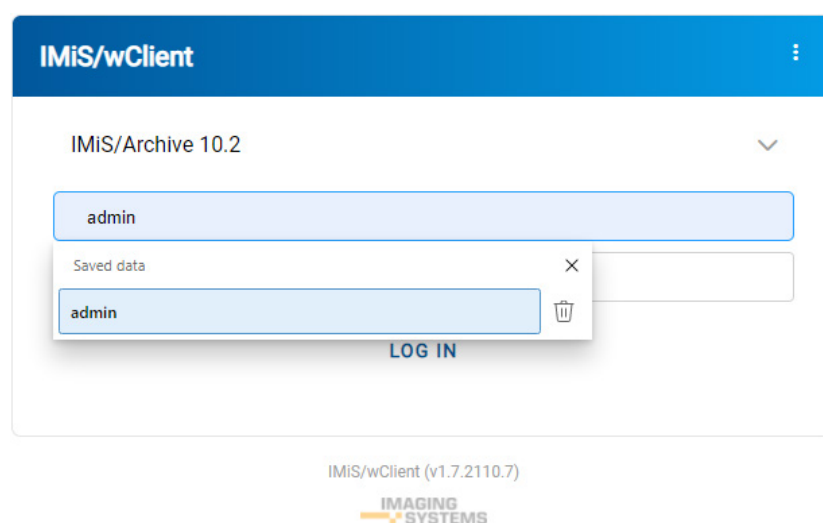 IMiS/wClient
IMiS/Archive 10.2
admin
Saved data
admin
LOG IN
IMiS/wClient (v1.7.2110.7)
IMAGING
SYSTEMS